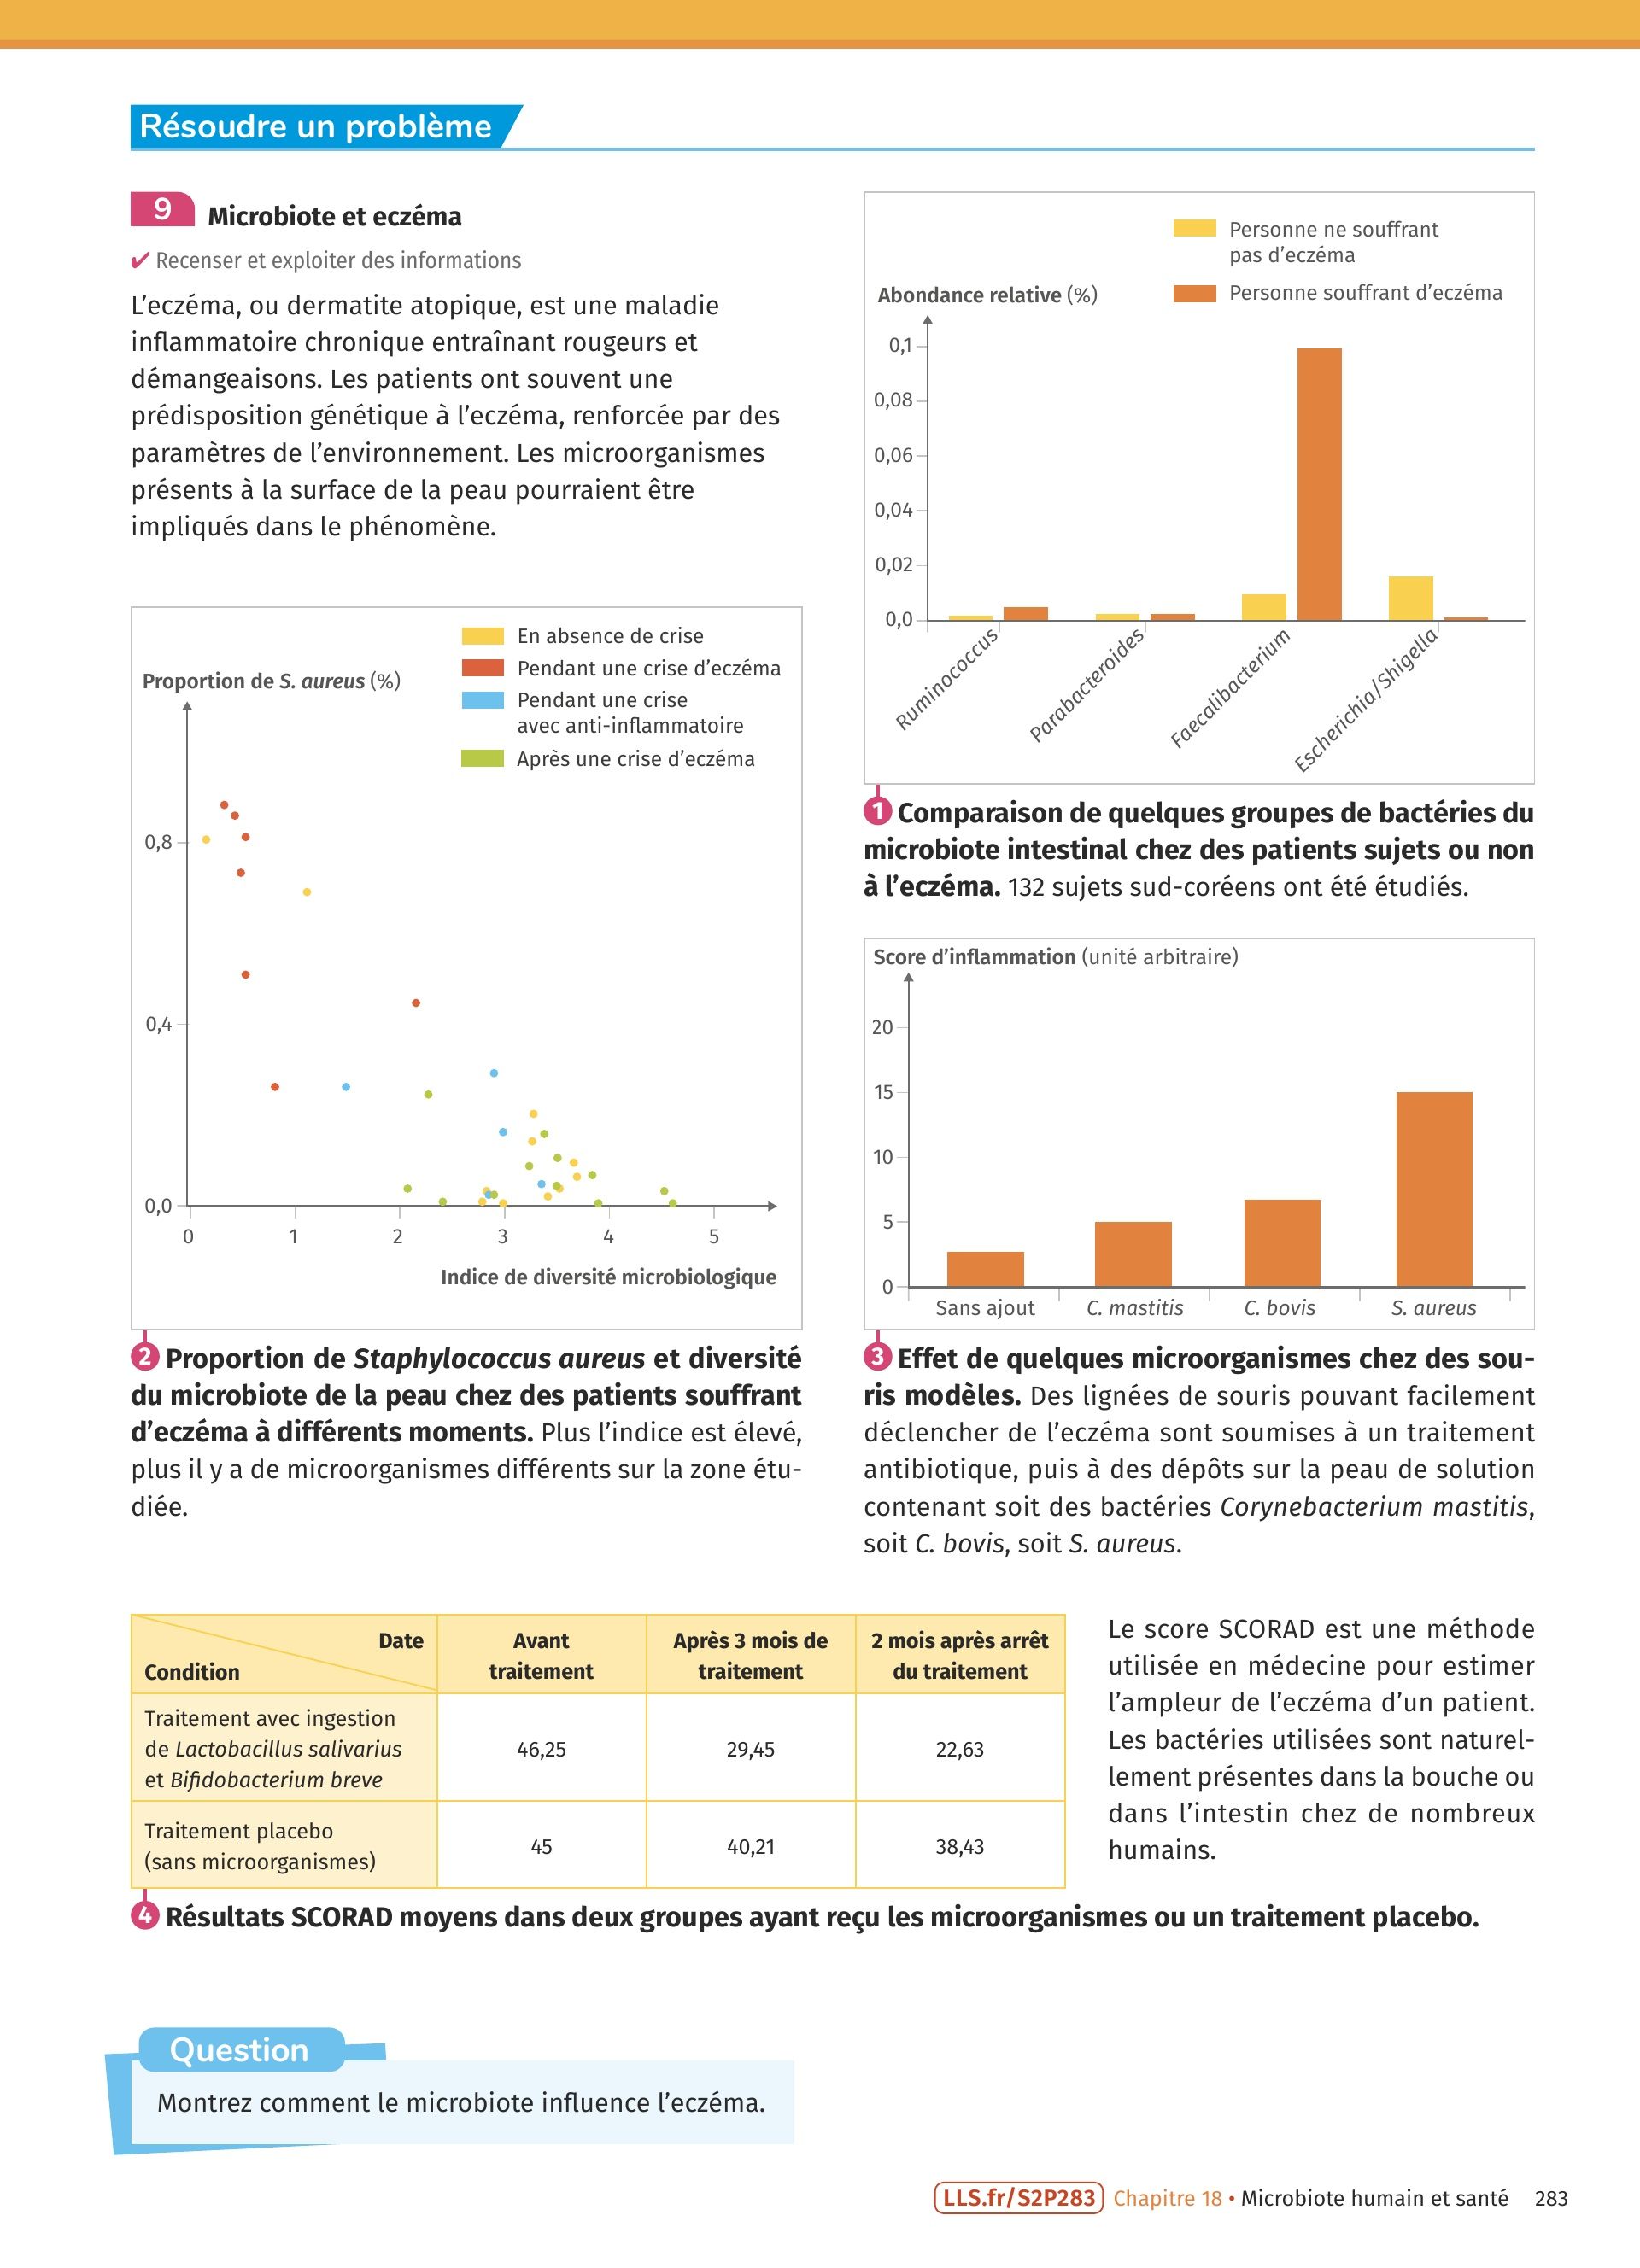 Résoudre un problème
9 Microbiote et eczéma
✔ Recenser et exploiter des informations
L’eczéma, ou dermatite atopique, est une maladie
inflammatoire chronique entraînant rougeurs et
démangeaisons. Les patients ont souvent une
prédisposition génétique à l’eczéma, renforcée par des
paramètres de l’environnement. Les microorganismes
présents à la surface de la peau pourraient être
impliqués dans le phénomène.
Personne ne souffrant
pas d’eczéma
Personne souffrant d’eczéma
Abondance relative (%)
0,1
0,08
0,06
0,04
0,02
0,0
Ruminococcus
Parabacteroides
Faecalibacterium
Escherichia/Shigella
1 Comparaison de quelques groupes de bactéries du
microbiote intestinal chez des patients sujets ou non
à l’eczéma. 132 sujets sud-coréens ont été étudiés.
En absence de crise
Pendant une crise d’eczéma
Pendant une crise
avec anti-inflammatoire
Après une crise d’eczéma
Proportion de S. aureus (%)
0,8
0,4
0,0
0 1 2 3 4 5
Indice de diversité microbiologique
2 Proportion de Staphylococcus aureus et diversité
du microbiote de la peau chez des patients souffrant
d’eczéma à différents moments. Plus l’indice est élevé,
plus il y a de microorganismes différents sur la zone étu-
diée.
Score d’inflammation (unité arbitraire)
20
15
10
5
0
Sans ajout C. mastitis C. bovis S. aureus
3 Effet de quelques microorganismes chez des sou-
ris modèles. Des lignées de souris pouvant facilement
déclencher de l’eczéma sont soumises à un traitement
antibiotique, puis à des dépôts sur la peau de solution
contenant soit des bactéries Corynebacterium mastitis,
soit C. bovis, soit S. aureus.
Date
Condition
Avant
traitement
Après 3 mois de
traitement
2 mois après arrêt
du traitement
Traitement avec ingestion
de Lactobacillus salivarius
et Bifidobacterium breve
46,25 29,45 22,63
Traitement placebo
(sans microorganismes)
45 40,21 38,43
Le score SCORAD est une méthode
utilisée en médecine pour estimer
l’ampleur de l’eczéma d’un patient.
Les bactéries utilisées sont naturel-
lement présentes dans la bouche ou
dans l’intestin chez de nombreux
humains.
4 Résultats SCORAD moyens dans deux groupes ayant reçu les microorganismes ou un traitement placebo.
Question
Montrez comment le microbiote influence l’eczéma.
LLS.fr/S2P283 Chapitre 18 • Microbiote humain et santé 283